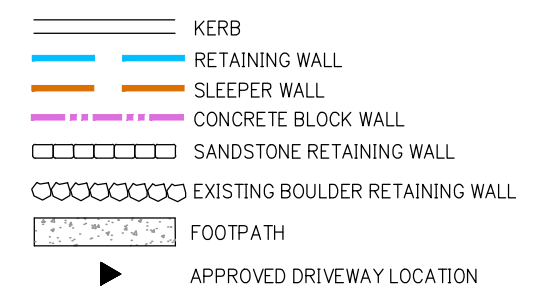 KERB
RETAINING WALL
SLEEPER WALL
CONCRETE BLOCK WALL
SANDSTONE RETAINING WALL
EXISTING BOULDER RETAINING WALL
FOOTPATH
APPROVED DRIVEWAY LOCATION